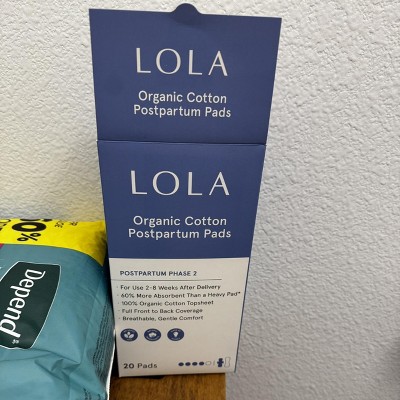 LOLA
Organic Cotton
Postpartum Pads
LOLA
Organic Cotton
Postpartum Pads
POSTPARTUM PHASE 2
· For Use 2-8 Weeks After Delivery
· 60% More Absorbent Than a Heavy Pad*
· 100% Organic Cotton Topsheet
· Full Front to Back Coverage
· Breathable, Gentle Comfort
20 Pads
0%
Depend